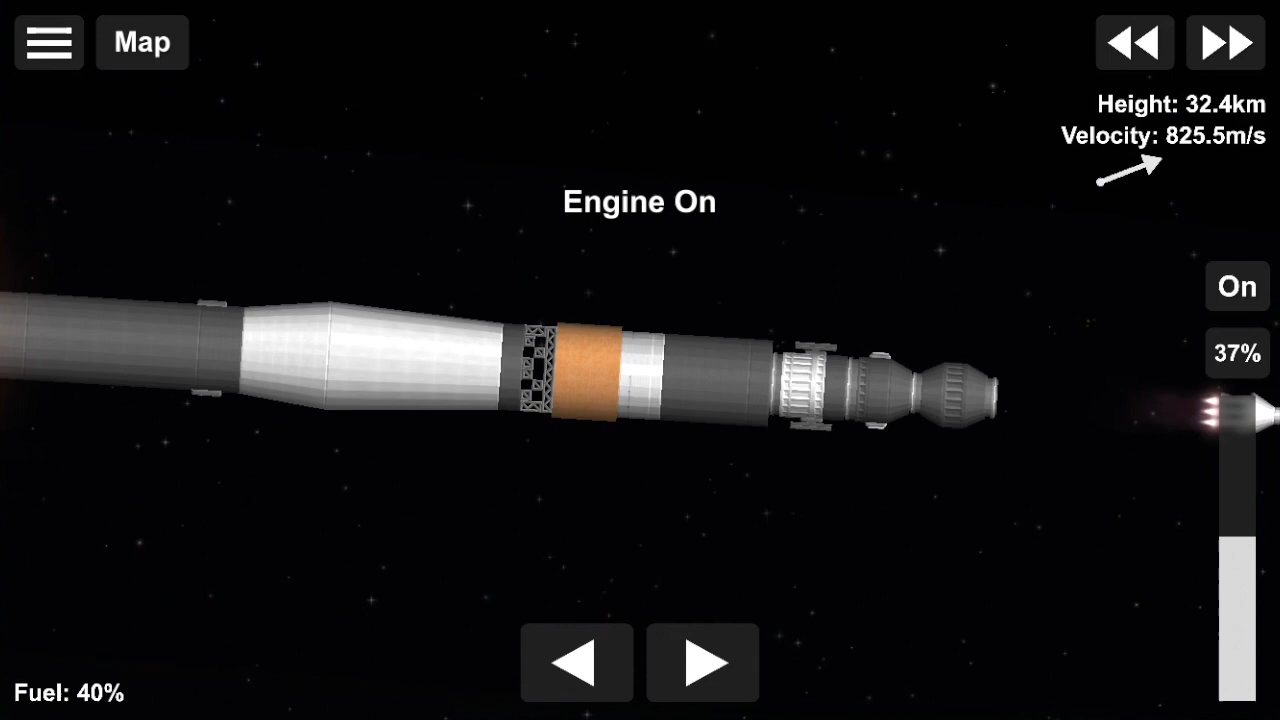 Map
Height: 32.4km
Velocity: 825.5m/s
Engine On
On
37%
Fuel: 40%